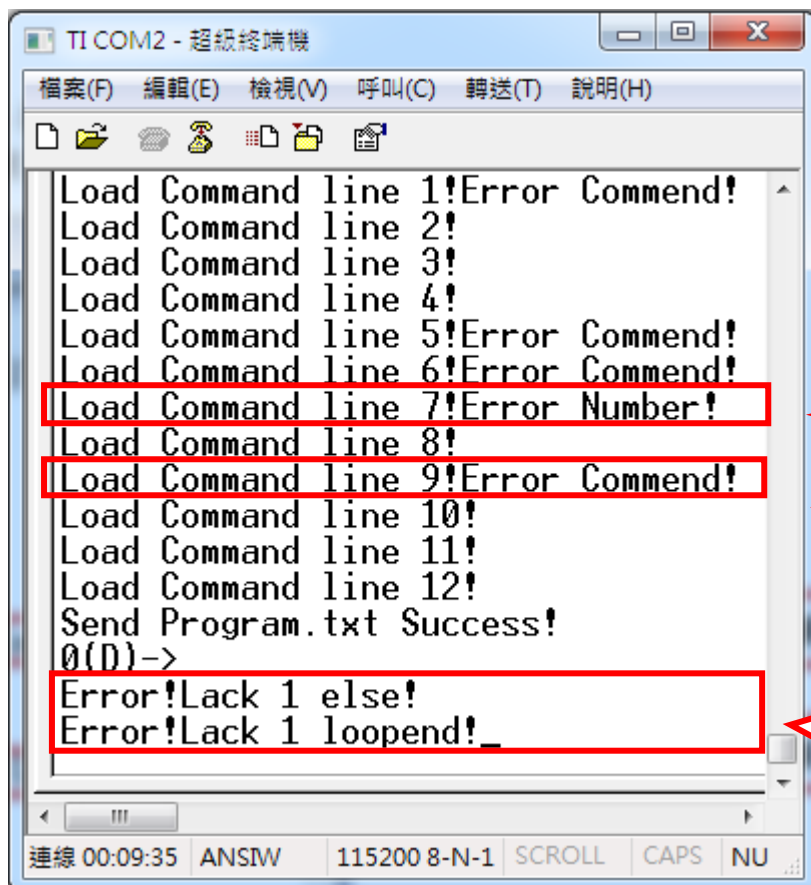 TI COM2 - 超級終端機
檔案(F) 編輯(E) 檢視(V) 呼叫(C) 轉送(T) 說明(H)
Load Command line 1!Error Commend!
Load Command line 2!
Load Command line 3!
Load Command line 4!
Load Command line 5!Error Commend!
Load Command line 6!Error Commend!
Load Command line 7!Error Number!
Load Command line 8!
Load Command line 9!Error Commend!
Load Command line 10!
Load Command line 11!
Load Command line 12!
Send Program.txt Success!
0(D)->
Error!Lack 1 else!
Error!Lack 1 loopend!_
連線 00:09:35 ANSIW 115200 8-N-1 SCROLL CAPS NU